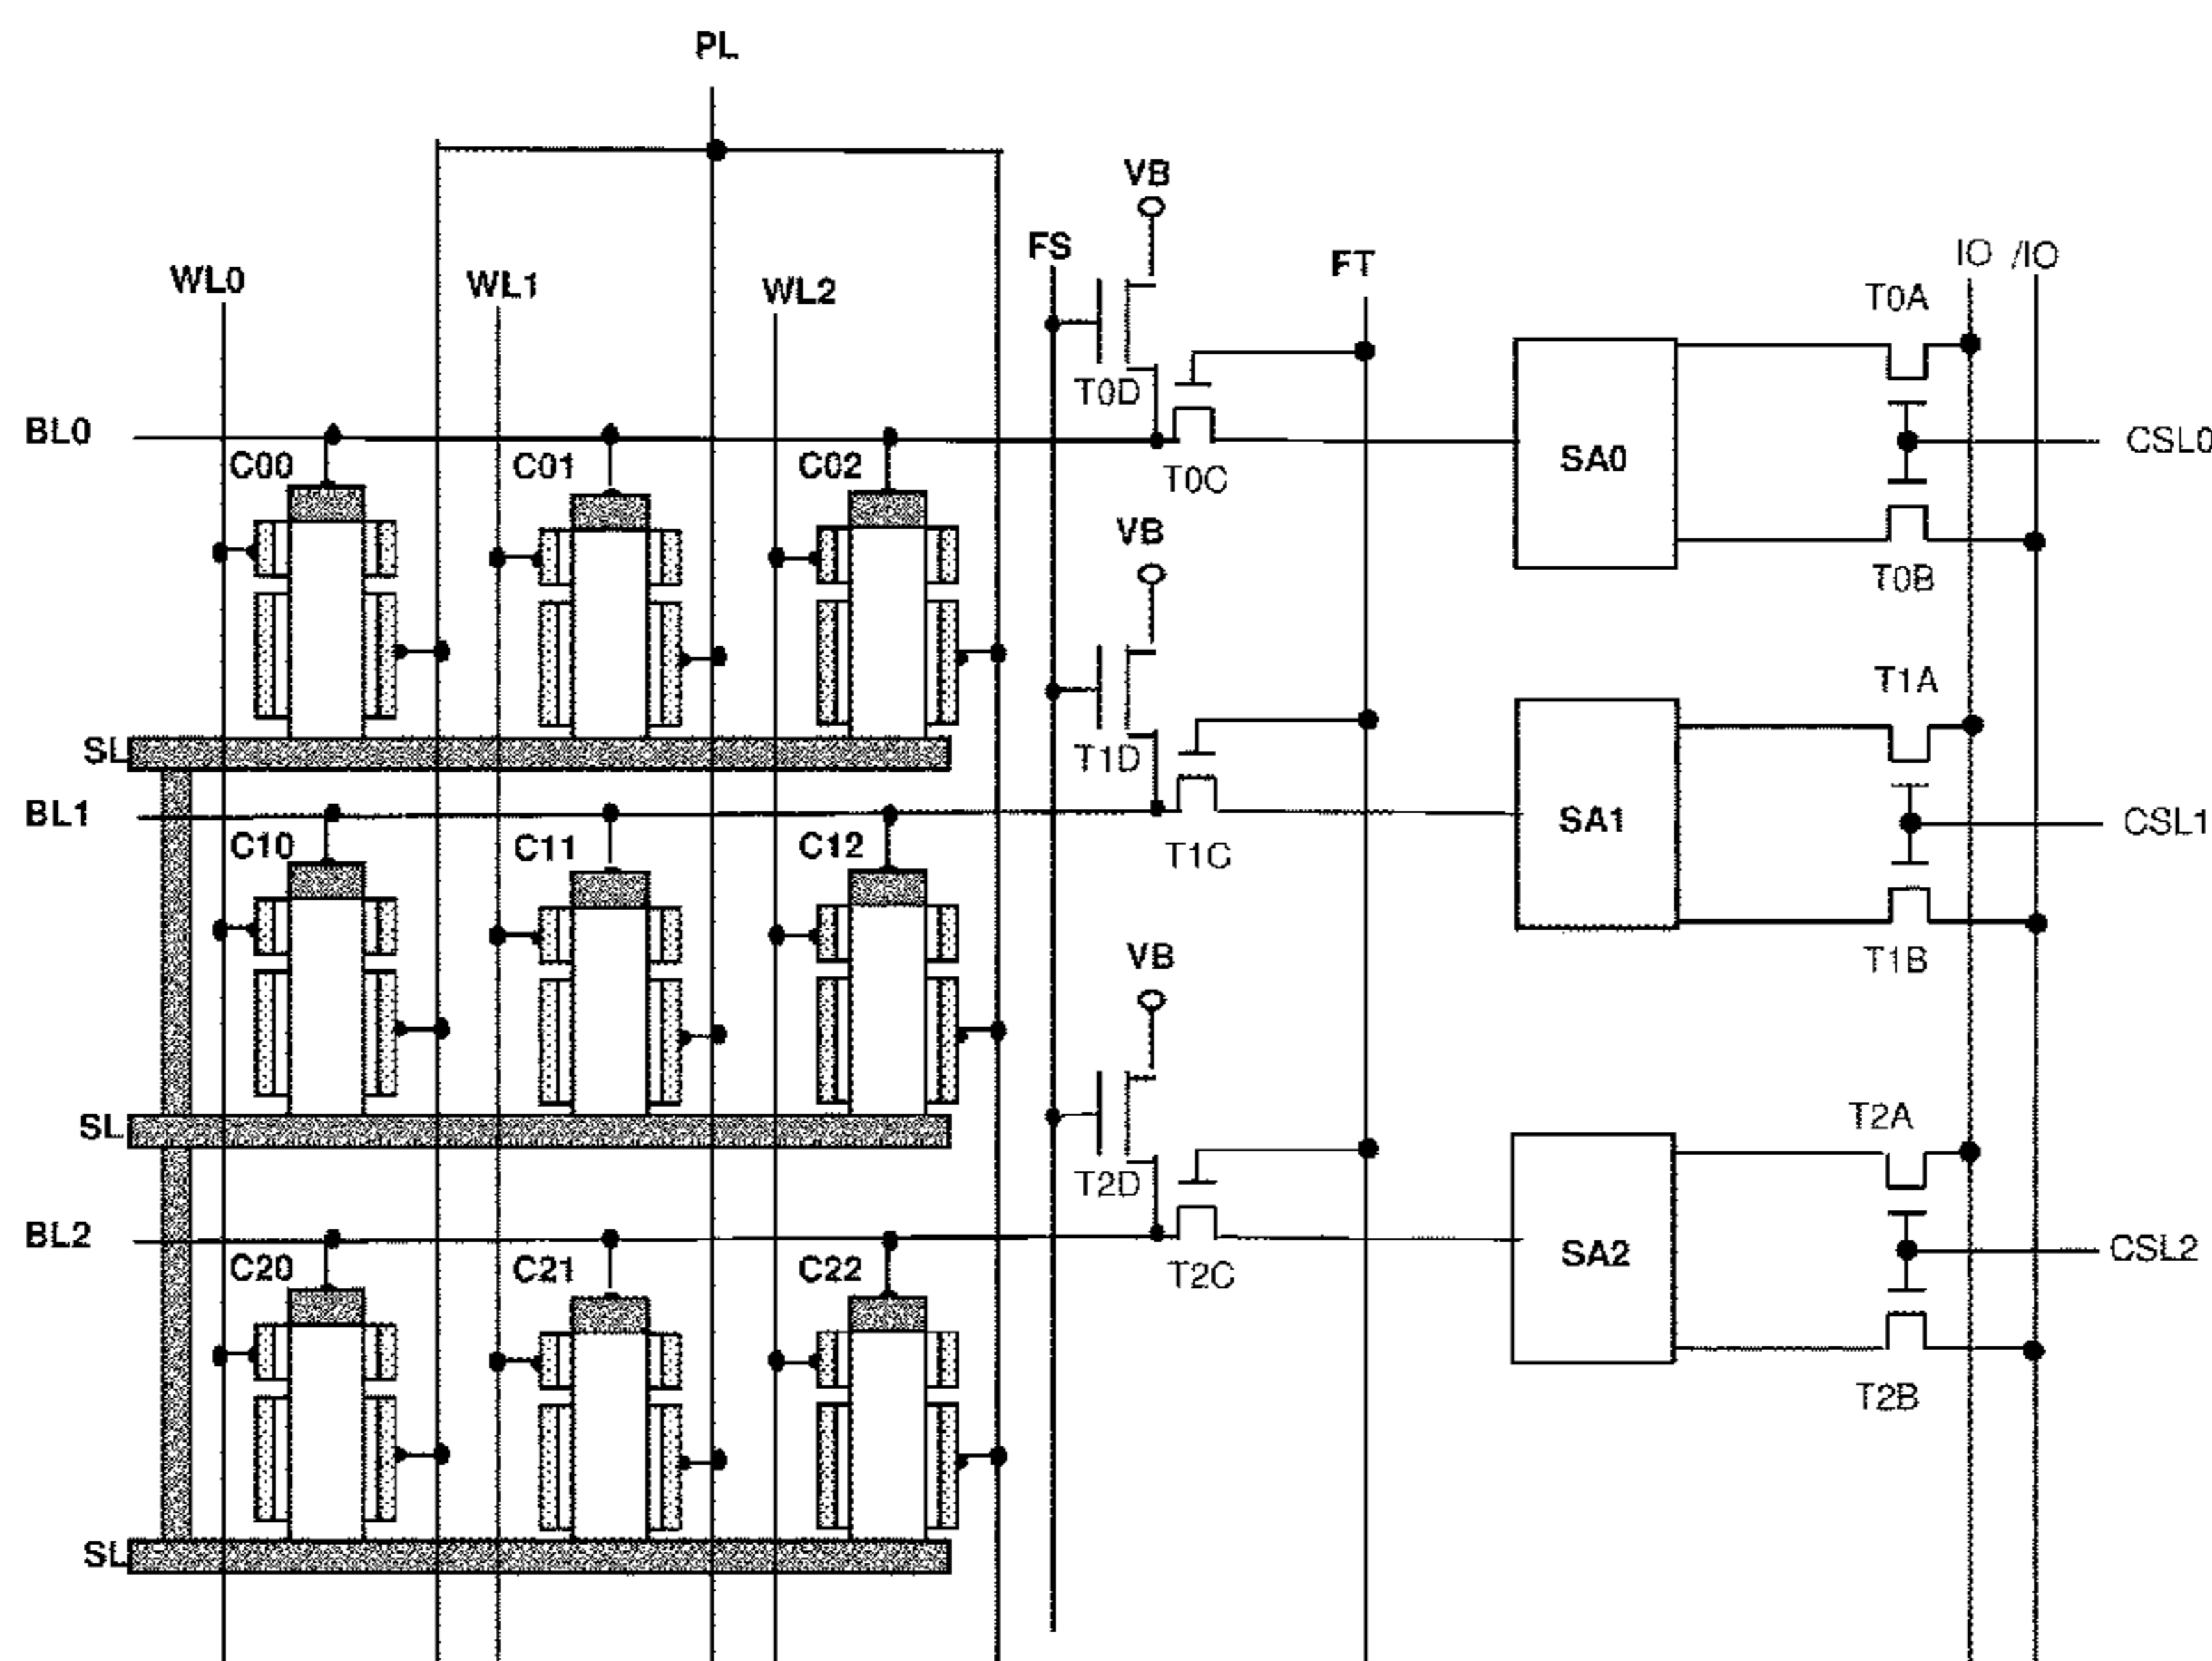 PL
VB
FS
FT
IO /IO
WL0
WL1
WL2
T0A
T0D
BL0
CSL0
C00
C01
C02
T0C
SA0
VB
T0B
T1A
SL
T1D
BL1
SA1
CSL1
C10
C11
C12
T1C
VB
T1B
T2A
SL
T2D
BL2
SA2
CSL2
C20
C21
C22
T2C
T2B
SL